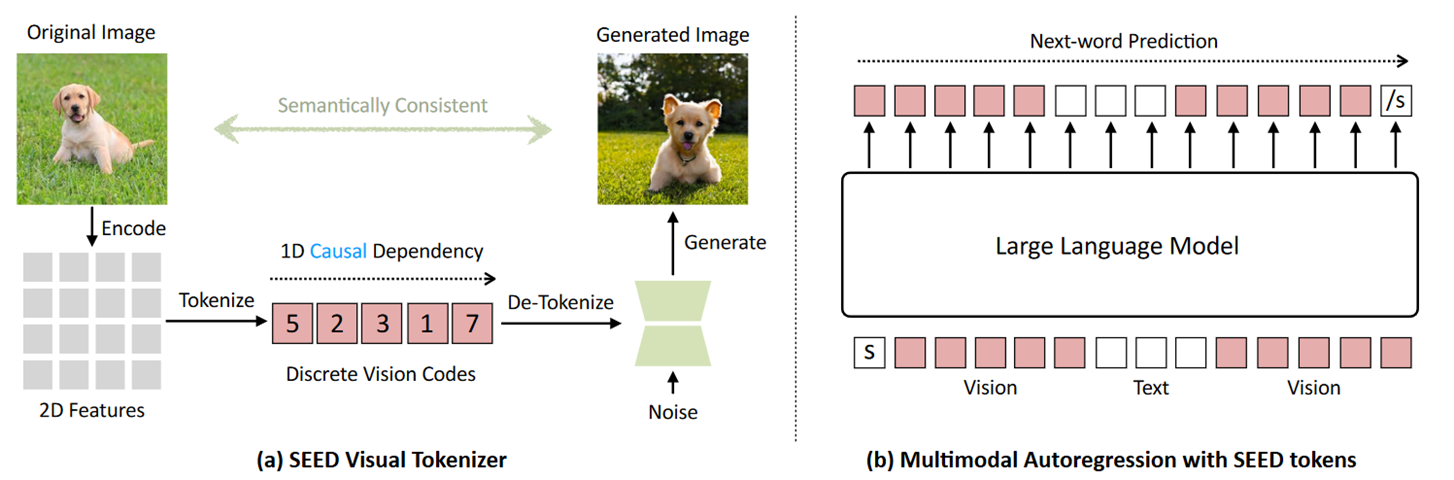 Original Image
Generated Image
Semantically Consistent
Encode
Generate
1D Causal Dependency
Tokenize
5 2 3 1 7
De-Tokenize
Discrete Vision Codes
2D Features
Noise
(a) SEED Visual Tokenizer
Next-word Prediction
/s
Large Language Model
s
Vision Text Vision
(b) Multimodal Autoregression with SEED tokens